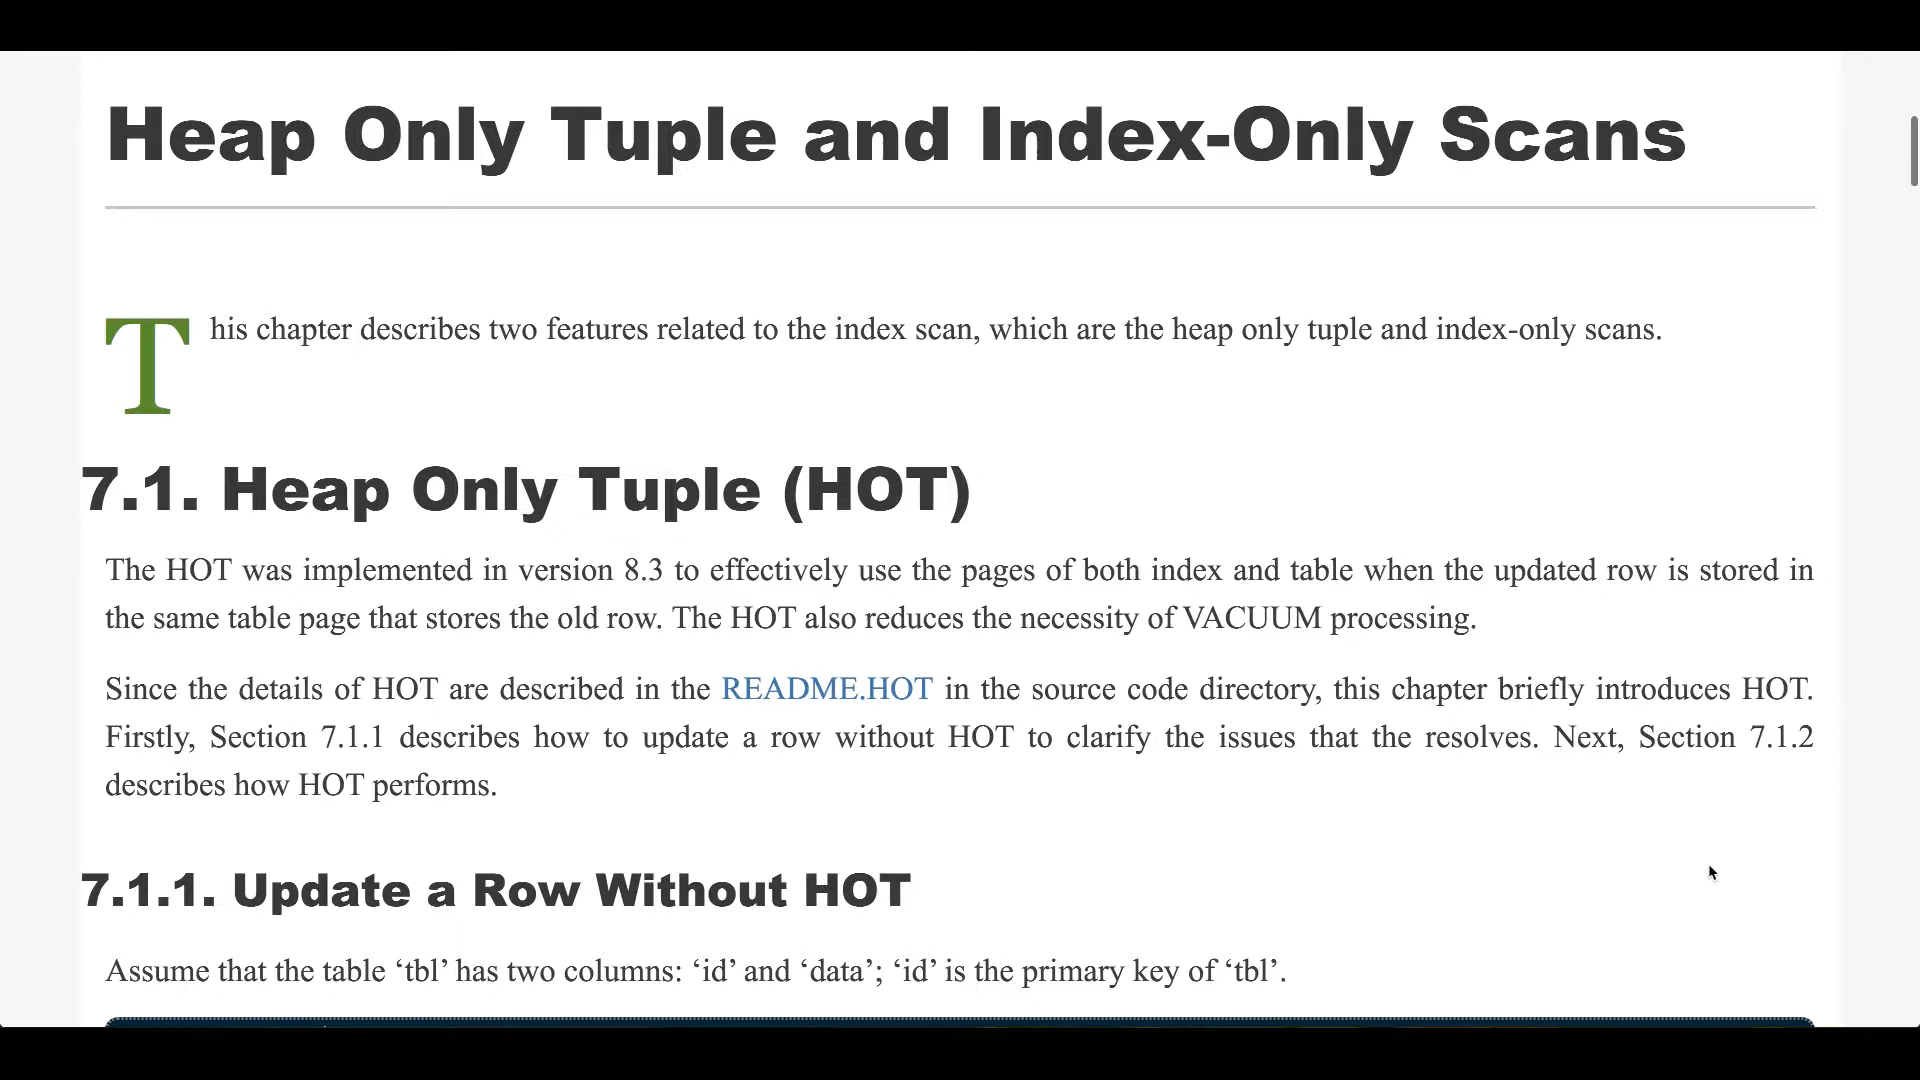 Heap Only Tuple and Index-Only Scans
This chapter describes two features related to the index scan, which are the heap only tuple and index-only scans.
7.1. Heap Only Tuple (HOT)
The HOT was implemented in version 8.3 to effectively use the pages of both index and table when the updated row is stored in
the same table page that stores the old row. The HOT also reduces the necessity of VACUUM processing.
Since the details of HOT are described in the README.HOT in the source code directory, this chapter briefly introduces HOT.
Firstly, Section 7.1.1 describes how to update a row without HOT to clarify the issues that the resolves. Next, Section 7.1.2
describes how HOT performs.
7.1.1. Update a Row Without HOT
Assume that the table ‘tbl’ has two columns: ‘id’ and ‘data’; ‘id’ is the primary key of ‘tbl’.